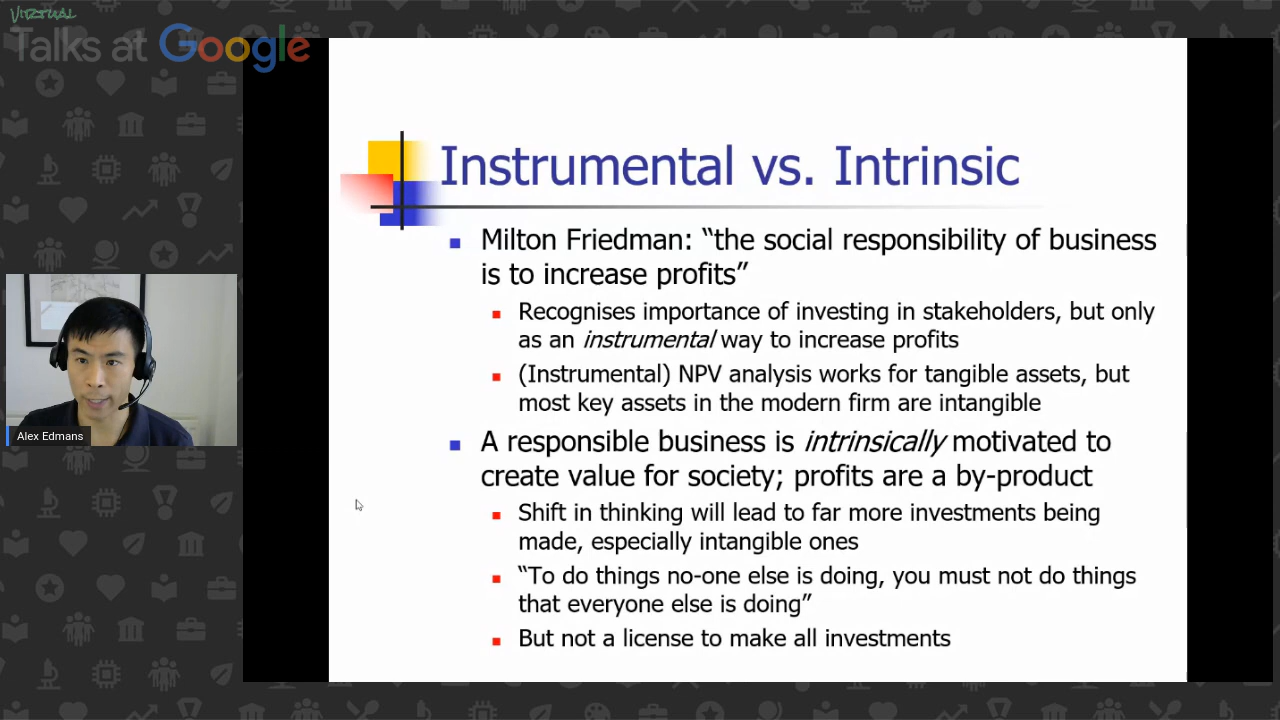 VIRTUAL
Talks at Google
Instrumental vs. Intrinsic
Milton Friedman: “the social responsibility of business
is to increase profits”
Recognises importance of investing in stakeholders, but only
as an instrumental way to increase profits
(Instrumental) NPV analysis works for tangible assets, but
most key assets in the modern firm are intangible
A responsible business is intrinsically motivated to
create value for society; profits are a by-product
Shift in thinking will lead to far more investments being
made, especially intangible ones
“To do things no-one else is doing, you must not do things
that everyone else is doing”
But not a license to make all investments
Alex Edmans